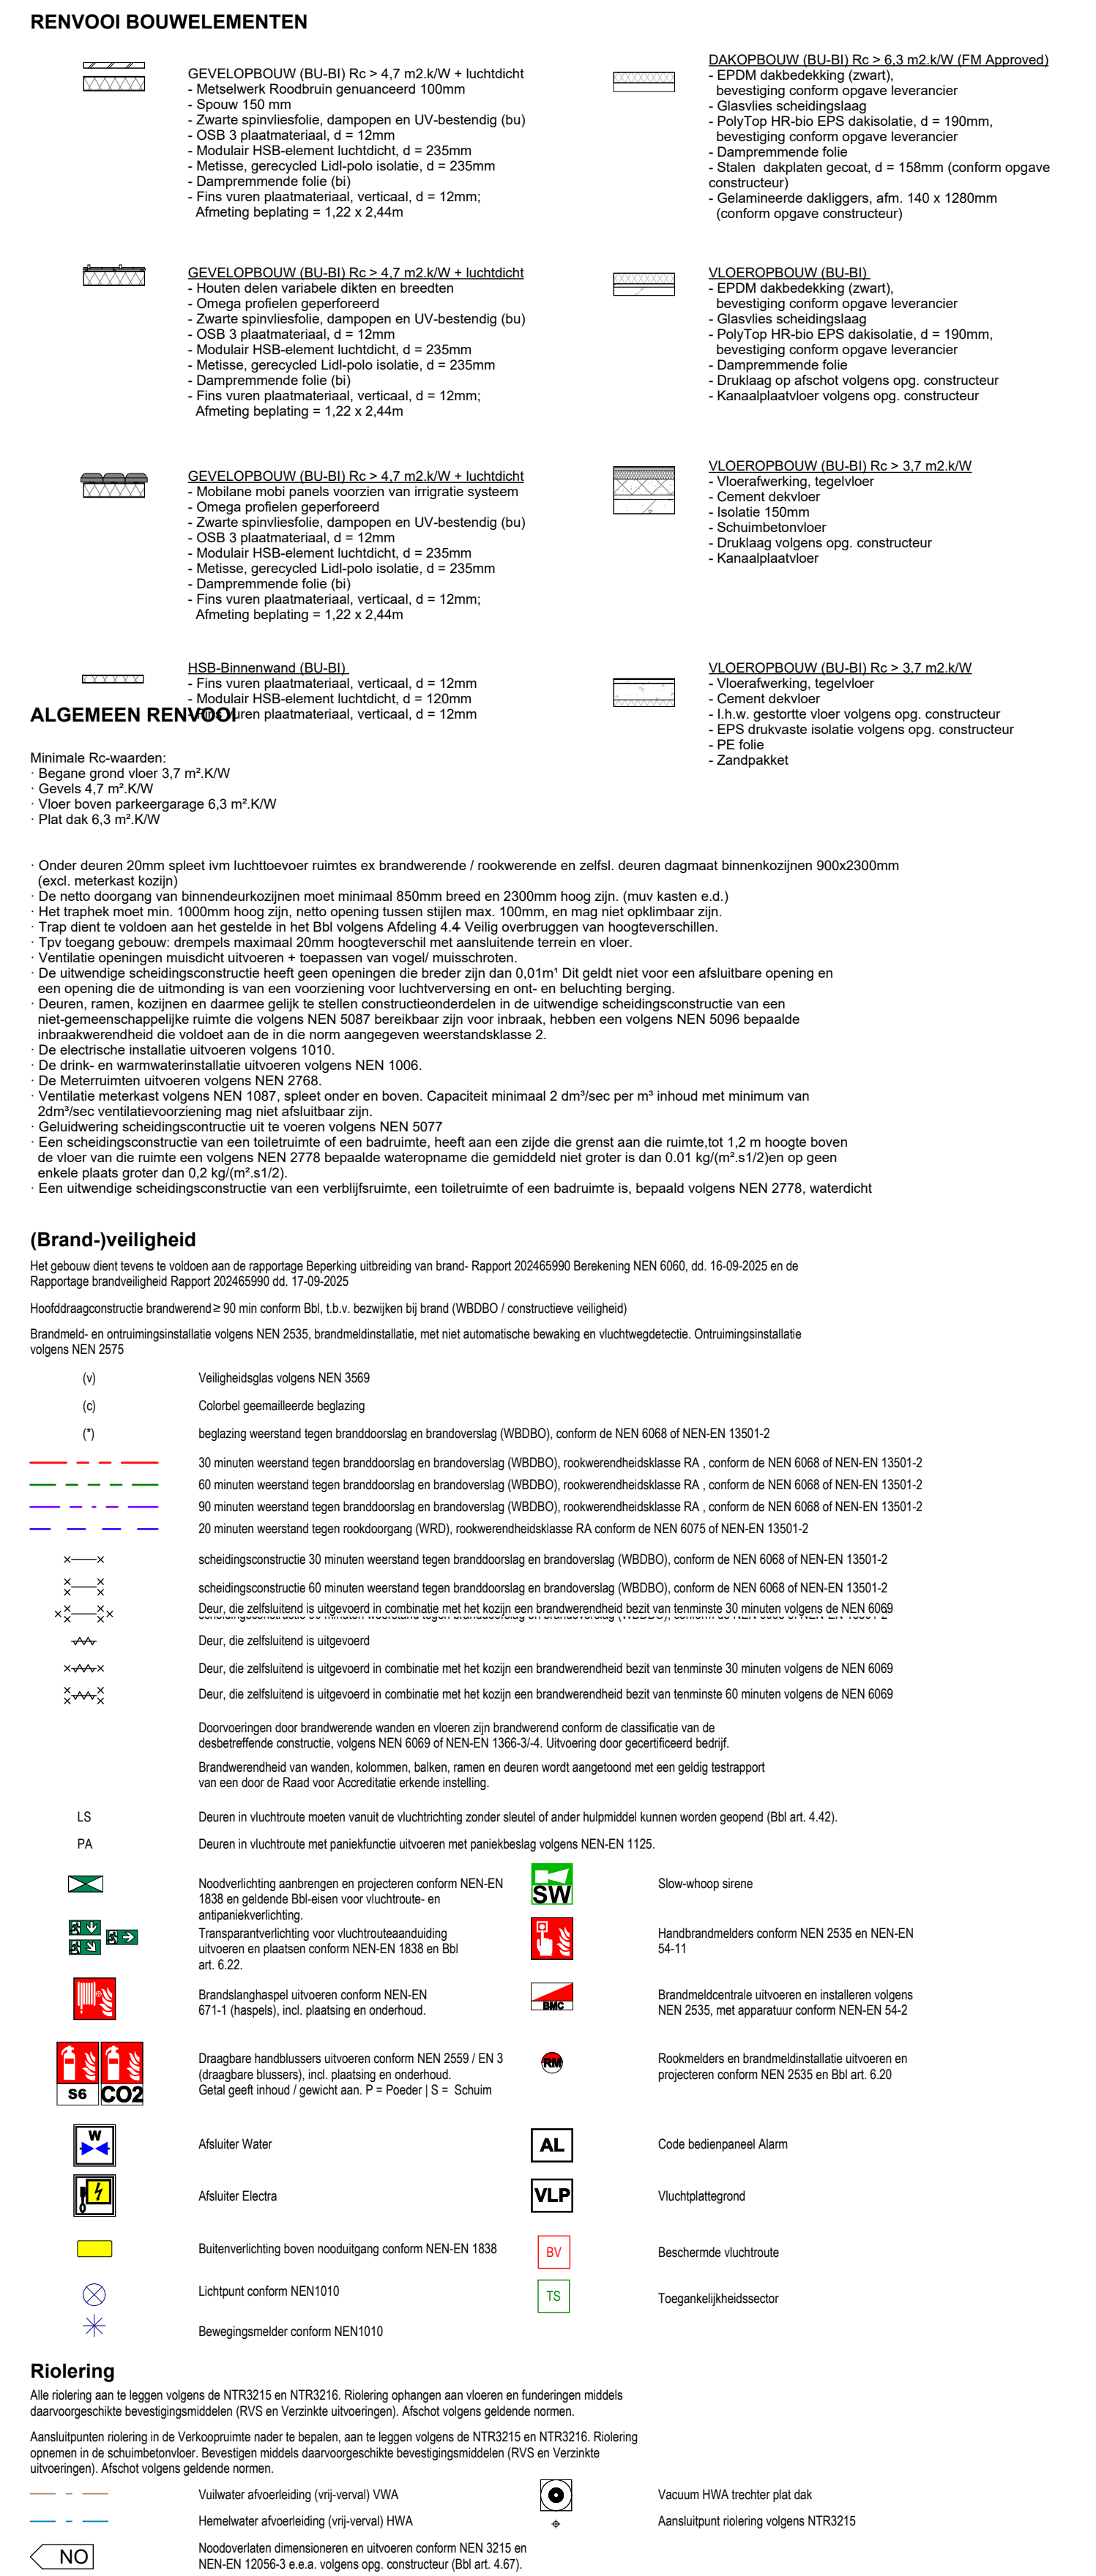 RENVOOI BOUWELEMENTEN
GEVELOPBOUW (BU-BI) Rc > 4,7 m2.k/W + luchtdicht
- Metselwerk Roodbruin genuanceerd 100mm
- Spouw 150 mm
- Zwarte spinvliesfolie, dampopen en UV-bestendig (bu)
- OSB 3 plaatmateriaal, d = 12mm
- Modulair HSB-element luchtdicht, d = 235mm
- Metisse, gerecycled Lidl-polo isolatie, d = 235mm
- Dampremmende folie (bi)
- Fins vuren plaatmateriaal, verticaal, d = 12mm;
Afmeting beplating = 1,22 x 2,44m
DAKOPBOUW (BU-BI) Rc > 6,3 m2.k/W (FM Approved)
- EPDM dakbedekking (zwart),
bevestiging conform opgave leverancier
- Glasvlies scheidingslaag
- PolyTop HR-bio EPS dakisolatie, d = 190mm,
bevestiging conform opgave leverancier
- Dampremmende folie
- Stalen  dakplaten gecoat, d = 158mm (conform opgave
constructeur)
- Gelamineerde dakliggers, afm. 140 x 1280mm
(conform opgave constructeur)
GEVELOPBOUW (BU-BI) Rc > 4,7 m2.k/W + luchtdicht
- Houten delen variabele dikten en breedten
- Omega profielen geperforeerd
- Zwarte spinvliesfolie, dampopen en UV-bestendig (bu)
- OSB 3 plaatmateriaal, d = 12mm
- Modulair HSB-element luchtdicht, d = 235mm
- Metisse, gerecycled Lidl-polo isolatie, d = 235mm
- Dampremmende folie (bi)
- Fins vuren plaatmateriaal, verticaal, d = 12mm;
Afmeting beplating = 1,22 x 2,44m
VLOEROPBOUW (BU-BI)
- EPDM dakbedekking (zwart),
bevestiging conform opgave leverancier
- Glasvlies scheidingslaag
- PolyTop HR-bio EPS dakisolatie, d = 190mm,
bevestiging conform opgave leverancier
- Dampremmende folie
- Druklaag op afschot volgens opg. constructeur
- Kanaalplaatvloer volgens opg. constructeur
GEVELOPBOUW (BU-BI) Rc > 4,7 m2.k/W + luchtdicht
- Mobilane mobi panels voorzien van irrigratie systeem
- Omega profielen geperforeerd
- Zwarte spinvliesfolie, dampopen en UV-bestendig (bu)
- OSB 3 plaatmateriaal, d = 12mm
- Modulair HSB-element luchtdicht, d = 235mm
- Metisse, gerecycled Lidl-polo isolatie, d = 235mm
- Dampremmende folie (bi)
- Fins vuren plaatmateriaal, verticaal, d = 12mm;
Afmeting beplating = 1,22 x 2,44m
VLOEROPBOUW (BU-BI) Rc > 3,7 m2.k/W
- Vloerafwerking, tegelvloer
- Cement dekvloer
- Isolatie 150mm
- Schuimbetonvloer
- Druklaag volgens opg. constructeur
- Kanaalplaatvloer
HSB-Binnenwand (BU-BI)
- Fins vuren plaatmateriaal, verticaal, d = 12mm
- Modulair HSB-element luchtdicht, d = 120mm
- Fins vuren plaatmateriaal, verticaal, d = 12mm
VLOEROPBOUW (BU-BI) Rc > 3,7 m2.k/W
- Vloerafwerking, tegelvloer
- Cement dekvloer
- I.h.w. gestortte vloer volgens opg. constructeur
- EPS drukvaste isolatie volgens opg. constructeur
- PE folie
- Zandpakket
ALGEMEEN RENVOOI
Minimale Rc-waarden:
· Begane grond vloer 3,7 m².K/W
· Gevels 4,7 m².K/W
· Vloer boven parkeergarage 6,3 m².K/W
· Plat dak 6,3 m².K/W
· Onder deuren 20mm spleet ivm luchttoevoer ruimtes ex brandwerende / rookwerende en zelfsl. deuren dagmaat binnenkozijnen 900x2300mm
(excl. meterkast kozijn)
· De netto doorgang van binnendeurkozijnen moet minimaal 850mm breed en 2300mm hoog zijn. (muv kasten e.d.)
· Het traphek moet min. 1000mm hoog zijn, netto opening tussen stijlen max. 100mm, en mag niet opklimbaar zijn.
· Trap dient te voldoen aan het gestelde in het Bbl volgens Afdeling 4.4 Veilig overbruggen van hoogteverschillen.
· Tpv toegang gebouw: drempels maximaal 20mm hoogteverschil met aansluitende terrein en vloer.
· Ventilatie openingen muisdicht uitvoeren + toepassen van vogel/ muisschroten.
· De uitwendige scheidingsconstructie heeft geen openingen die breder zijn dan 0,01m¹ Dit geldt niet voor een afsluitbare opening en
een opening die de uitmonding is van een voorziening voor luchtverversing en ont- en beluchting berging.
· Deuren, ramen, kozijnen en daarmee gelijk te stellen constructieonderdelen in de uitwendige scheidingsconstructie van een
niet-gemeenschappelijke ruimte die volgens NEN 5087 bereikbaar zijn voor inbraak, hebben een volgens NEN 5096 bepaalde
inbraakwerendheid die voldoet aan de in die norm aangegeven weerstandsklasse 2.
· De electrische installatie uitvoeren volgens 1010.
· De drink- en warmwaterinstallatie uitvoeren volgens NEN 1006.
· De Meterruimten uitvoeren volgens NEN 2768.
· Ventilatie meterkast volgens NEN 1087, spleet onder en boven. Capaciteit minimaal 2 dm³/sec per m³ inhoud met minimum van
2dm³/sec ventilatievoorziening mag niet afsluitbaar zijn.
· Geluidwering scheidingscontructie uit te voeren volgens NEN 5077
· Een scheidingsconstructie van een toiletruimte of een badruimte, heeft aan een zijde die grenst aan die ruimte,tot 1,2 m hoogte boven
de vloer van die ruimte een volgens NEN 2778 bepaalde wateropname die gemiddeld niet groter is dan 0.01 kg/(m².s1/2)en op geen
enkele plaats groter dan 0,2 kg/(m².s1/2).
· Een uitwendige scheidingsconstructie van een verblijfsruimte, een toiletruimte of een badruimte is, bepaald volgens NEN 2778, waterdicht
(Brand-)veiligheid
Het gebouw dient tevens te voldoen aan de rapportage Beperking uitbreiding van brand- Rapport 202465990 Berekening NEN 6060, dd. 16-09-2025 en de
Rapportage brandveiligheid Rapport 202465990 dd. 17-09-2025
Hoofddraagconstructie brandwerend ≥ 90 min conform Bbl, t.b.v. bezwijken bij brand (WBDBO / constructieve veiligheid)
Brandmeld- en ontruimingsinstallatie volgens NEN 2535, brandmeldinstallatie, met niet automatische bewaking en vluchtwegdetectie. Ontruimingsinstallatie
volgens NEN 2575
(v) Veiligheidsglas volgens NEN 3569
(c) Colorbel geemailleerde beglazing
(*) beglazing weerstand tegen branddoorslag en brandoverslag (WBDBO), conform de NEN 6068 of NEN-EN 13501-2
30 minuten weerstand tegen branddoorslag en brandoverslag (WBDBO), rookwerendheidsklasse RA , conform de NEN 6068 of NEN-EN 13501-2
60 minuten weerstand tegen branddoorslag en brandoverslag (WBDBO), rookwerendheidsklasse RA , conform de NEN 6068 of NEN-EN 13501-2
90 minuten weerstand tegen branddoorslag en brandoverslag (WBDBO), rookwerendheidsklasse RA , conform de NEN 6068 of NEN-EN 13501-2
20 minuten weerstand tegen rookdoorgang (WRD), rookwerendheidsklasse RA conform de NEN 6075 of NEN-EN 13501-2
scheidingsconstructie 30 minuten weerstand tegen branddoorslag en brandoverslag (WBDBO), conform de NEN 6068 of NEN-EN 13501-2
scheidingsconstructie 60 minuten weerstand tegen branddoorslag en brandoverslag (WBDBO), conform de NEN 6068 of NEN-EN 13501-2
Deur, die zelfsluitend is uitgevoerd in combinatie met het kozijn een brandwerendheid bezit van tenminste 30 minuten volgens de NEN 6069
Deur, die zelfsluitend is uitgevoerd
Deur, die zelfsluitend is uitgevoerd in combinatie met het kozijn een brandwerendheid bezit van tenminste 30 minuten volgens de NEN 6069
Deur, die zelfsluitend is uitgevoerd in combinatie met het kozijn een brandwerendheid bezit van tenminste 60 minuten volgens de NEN 6069
Doorvoeringen door brandwerende wanden en vloeren zijn brandwerend conform de classificatie van de
desbetreffende constructie, volgens NEN 6069 of NEN-EN 1366-3/-4. Uitvoering door gecertificeerd bedrijf.
Brandwerendheid van wanden, kolommen, balken, ramen en deuren wordt aangetoond met een geldig testrapport
van een door de Raad voor Accreditatie erkende instelling.
LS Deuren in vluchtroute moeten vanuit de vluchtrichting zonder sleutel of ander hulpmiddel kunnen worden geopend (Bbl art. 4.42).
PA Deuren in vluchtroute met paniekfunctie uitvoeren met paniekbeslag volgens NEN-EN 1125.
Noodverlichting aanbrengen en projecteren conform NEN-EN
1838 en geldende Bbl-eisen voor vluchtroute- en
antipaniekverlichting.
SW Slow-whoop sirene
Transparantverlichting voor vluchtrouteaanduiding
uitvoeren en plaatsen conform NEN-EN 1838 en Bbl
art. 6.22.
Handbrandmelders conform NEN 2535 en NEN-EN
54-11
Brandslanghaspel uitvoeren conform NEN-EN
671-1 (haspels), incl. plaatsing en onderhoud.
BMC Brandmeldcentrale uitvoeren en installeren volgens
NEN 2535, met apparatuur conform NEN-EN 54-2
S6 CO2
Draagbare handblussers uitvoeren conform NEN 2559 / EN 3
(draagbare blussers), incl. plaatsing en onderhoud.
Getal geeft inhoud / gewicht aan. P = Poeder | S =  Schuim
RM Rookmelders en brandmeldinstallatie uitvoeren en
projecteren conform NEN 2535 en Bbl art. 6.20
W Afsluiter Water
AL Code bedienpaneel Alarm
Afsluiter Electra
VLP Vluchtplattegrond
Buitenverlichting boven nooduitgang conform NEN-EN 1838
BV Beschermde vluchtroute
Lichtpunt conform NEN1010
TS Toegankelijkheidssector
Bewegingsmelder conform NEN1010
Riolering
Alle riolering aan te leggen volgens de NTR3215 en NTR3216. Riolering ophangen aan vloeren en funderingen middels
daarvoorgeschikte bevestigingsmiddelen (RVS en Verzinkte uitvoeringen). Afschot volgens geldende normen.
Aansluitpunten riolering in de Verkoopruimte nader te bepalen, aan te leggen volgens de NTR3215 en NTR3216. Riolering
opnemen in de schuimbetonvloer. Bevestigen middels daarvoorgeschikte bevestigingsmiddelen (RVS en Verzinkte
uitvoeringen). Afschot volgens geldende normen.
Vuilwater afvoerleiding (vrij-verval) VWA
Vacuum HWA trechter plat dak
Hemelwater afvoerleiding (vrij-verval) HWA
Aansluitpunt riolering volgens NTR3215
NO Noodoverlaten dimensioneren en uitvoeren conform NEN 3215 en
NEN-EN 12056-3 e.e.a. volgens opg. constructeur (Bbl art. 4.67).